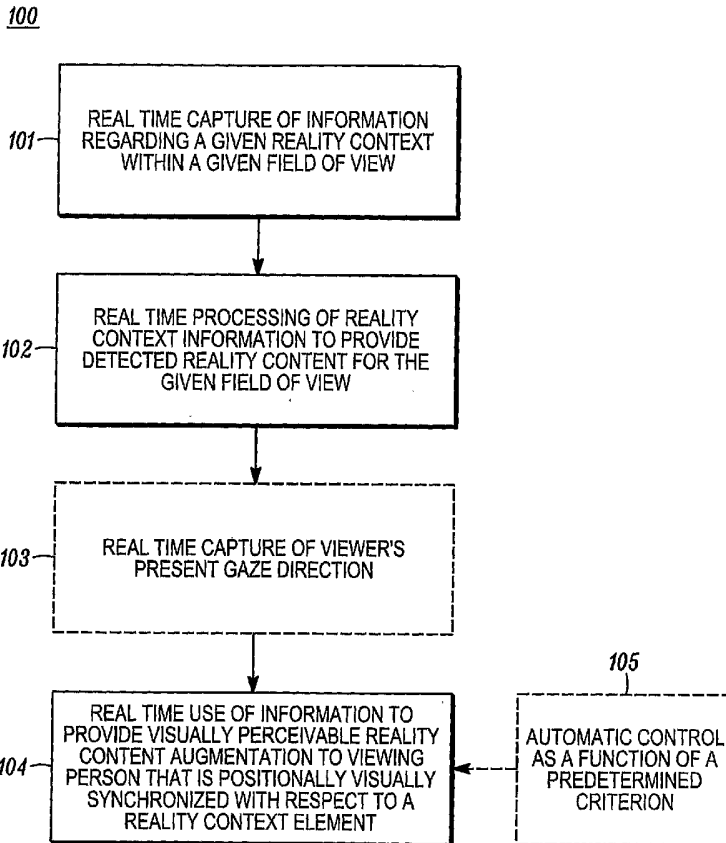 100
101
REAL TIME CAPTURE OF INFORMATION
REGARDING A GIVEN REALITY CONTEXT
WITHIN A GIVEN FIELD OF VIEW
102
REAL TIME PROCESSING OF REALITY
CONTEXT INFORMATION TO PROVIDE
DETECTED REALITY CONTENT FOR THE
GIVEN FIELD OF VIEW
103
REAL TIME CAPTURE OF VIEWER'S
PRESENT GAZE DIRECTION
104
REAL TIME USE OF INFORMATION TO
PROVIDE VISUALLY PERCEIVABLE REALITY
CONTENT AUGMENTATION TO VIEWING
PERSON THAT IS POSITIONALLY VISUALLY
SYNCHRONIZED WITH RESPECT TO A
REALITY CONTEXT ELEMENT
105
AUTOMATIC CONTROL
AS A FUNCTION OF A
PREDETERMINED
CRITERION